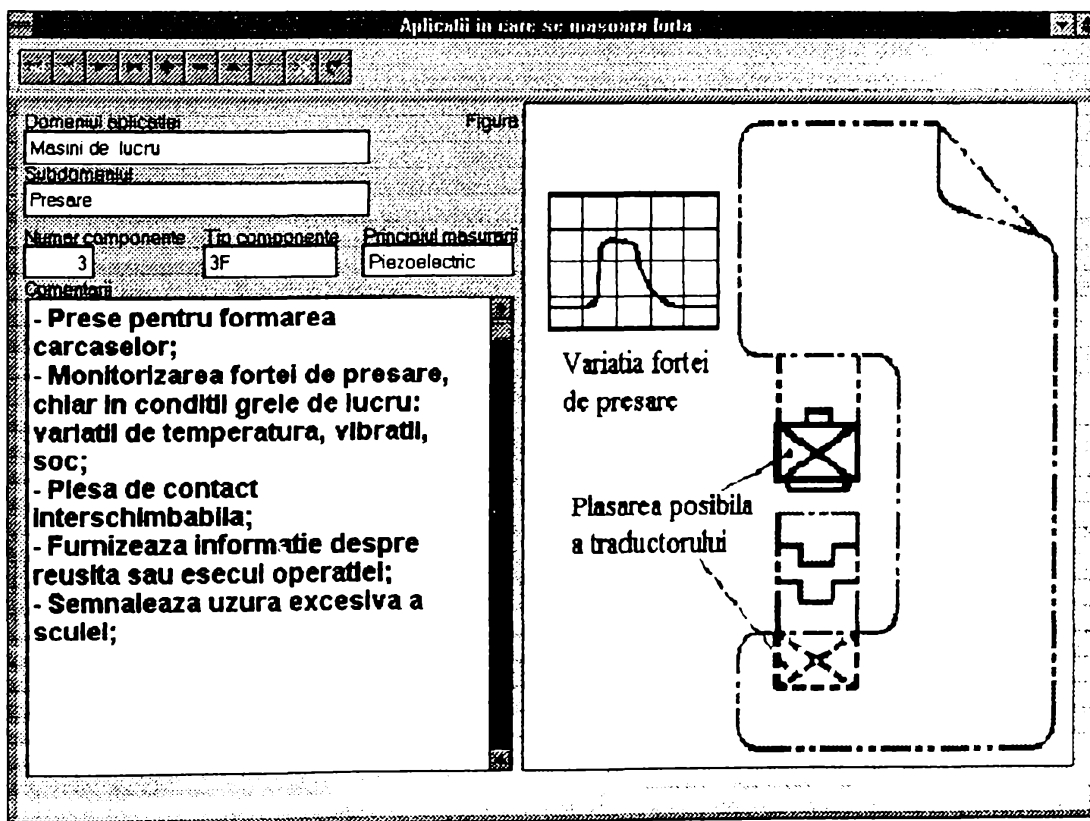 Aplicatii in care se masoara forta
Domeniul aplicatiei
Figura
Masini de lucru
Subdomeniul
Presare
Numar componente Tip componente Principiul masurarii
3 3F Piezoelectric
Comentarii
- Prese pentru formarea
carcaselor;
- Monitorizarea fortei de presare,
chiar in conditii grele de lucru:
variatii de temperatura, vibratii,
soc;
- Piesa de contact
interschimbabila;
- Furnizeaza informatie despre
reusita sau esecul operatiei;
- Semnaleaza uzura excesiva a
sculei;
Variatia fortei
de presare
Plasarea posibila
a traductorului